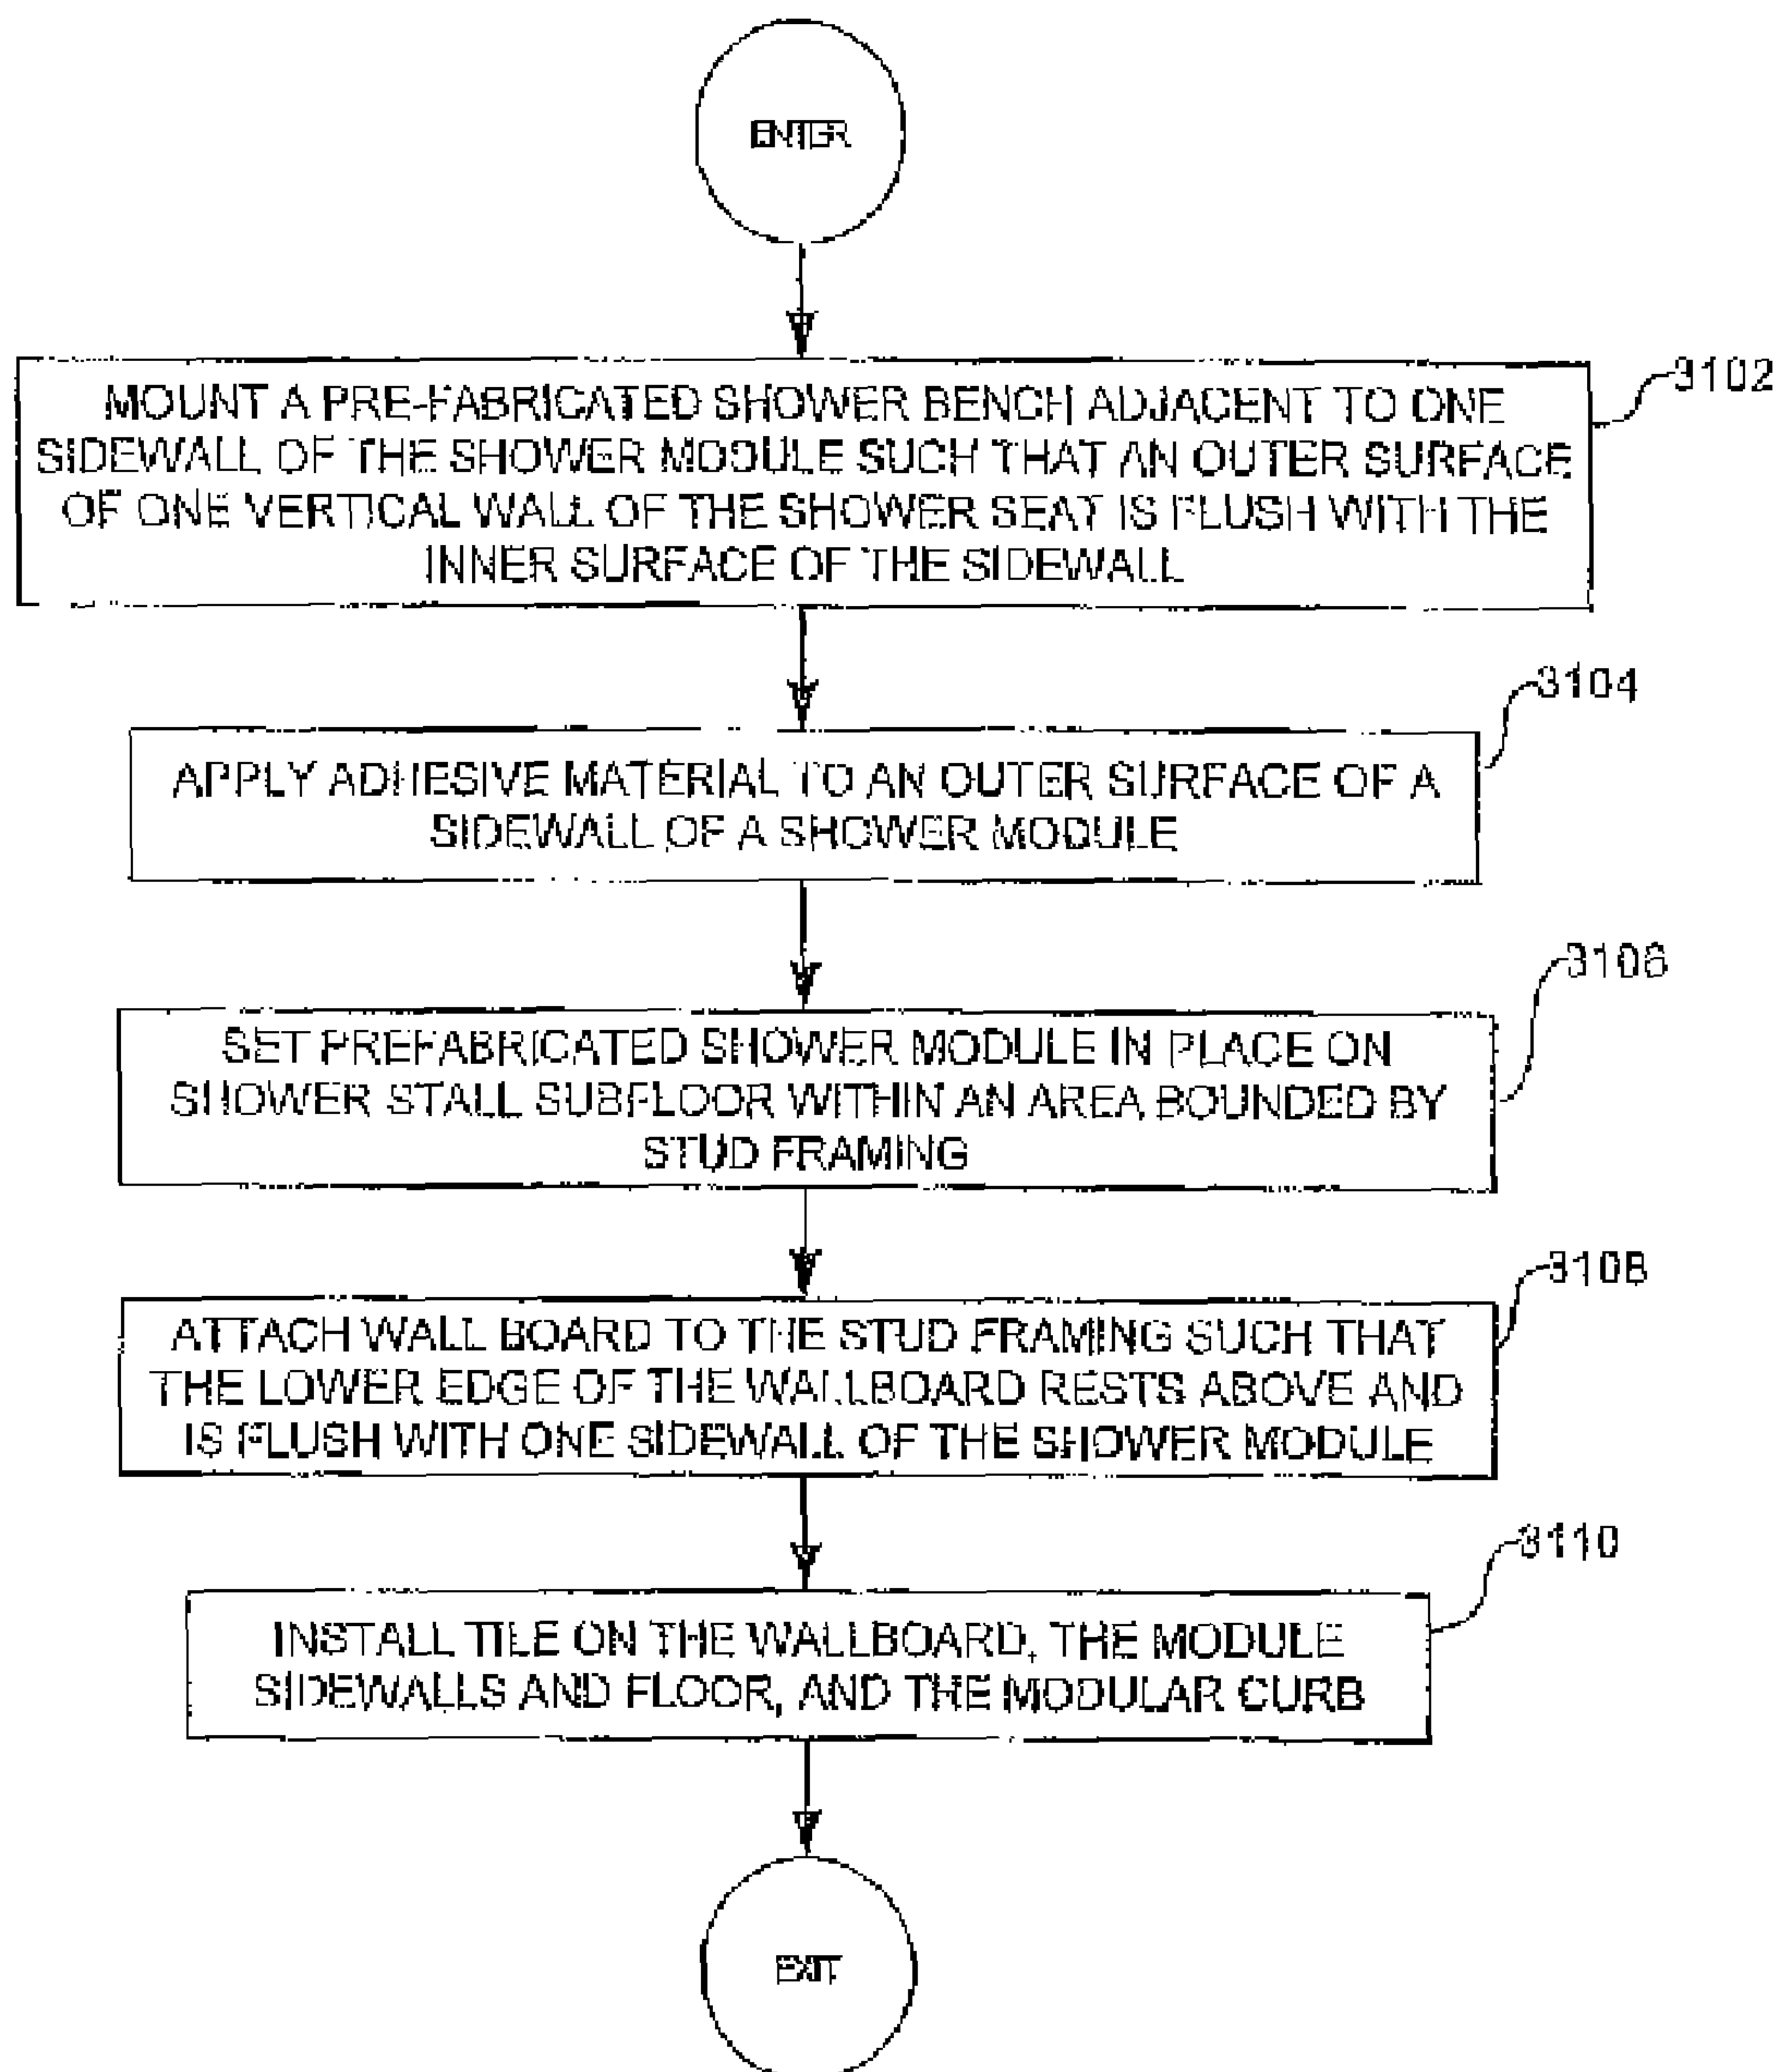 ENTER
3102
MOUNT A PRE-FABRICATED SHOWER BENCH ADJACENT TO ONE
SIDEWALL OF THE SHOWER MODULE SUCH THAT AN OUTER SURFACE
OF ONE VERTICAL WALL OF THE SHOWER SEAT IS FLUSH WITH THE
INNER SURFACE OF THE SIDEWALL
3104
APPLY ADHESIVE MATERIAL TO AN OUTER SURFACE OF A
SIDEWALL OF A SHOWER MODULE
3106
SET PREFABRICATED SHOWER MODULE IN PLACE ON
SHOWER STALL SUBFLOOR WITHIN AN AREA BOUNDED BY
STUD FRAMING
3108
ATTACH WALL BOARD TO THE STUD FRAMING SUCH THAT
THE LOWER EDGE OF THE WALLBOARD RESTS ABOVE AND
IS FLUSH WITH ONE SIDEWALL OF THE SHOWER MODULE
3110
INSTALL TILE ON THE WALLBOARD, THE MODULE
SIDEWALLS AND FLOOR, AND THE MODULAR CURB
EXIT